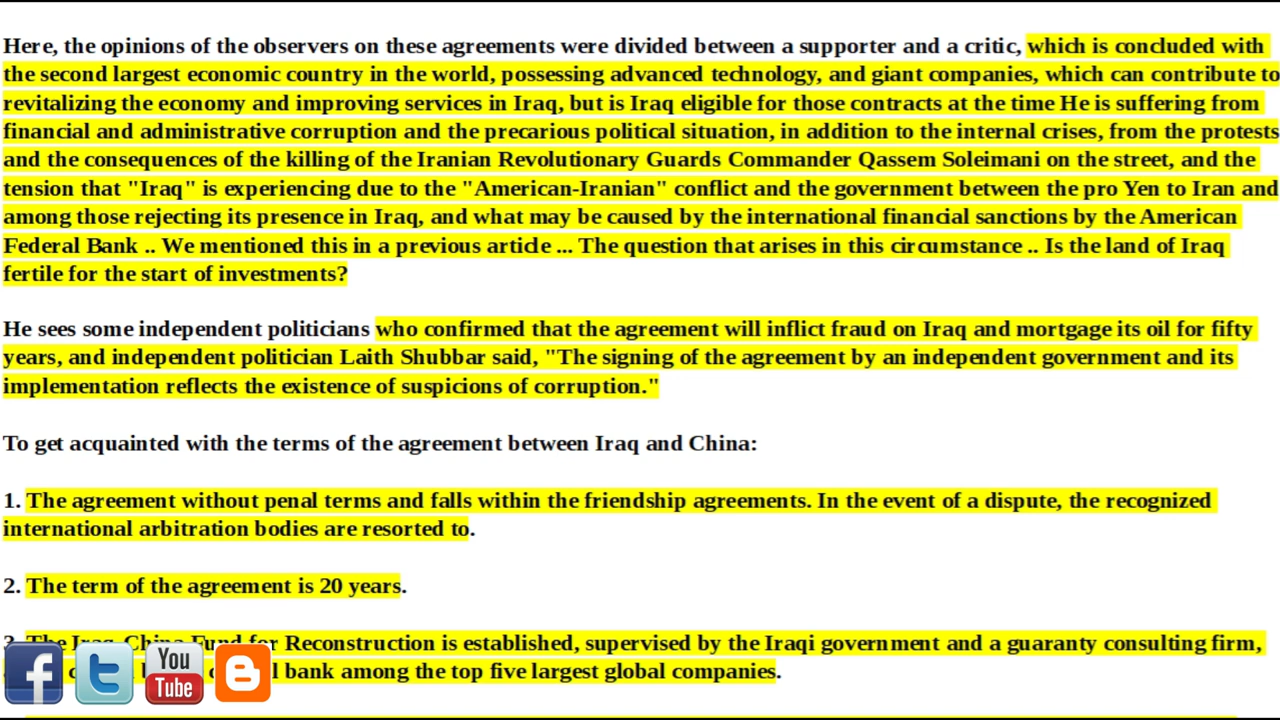 Here, the opinions of the observers on these agreements were divided between a supporter and a critic, which is concluded with
the second largest economic country in the world, possessing advanced technology, and giant companies, which can contribute to
revitalizing the economy and improving services in Iraq, but is Iraq eligible for those contracts at the time He is suffering from
financial and administrative corruption and the precarious political situation, in addition to the internal crises, from the protests
and the consequences of the killing of the Iranian Revolutionary Guards Commander Qassem Soleimani on the street, and the
tension that "Iraq" is experiencing due to the "American-Iranian" conflict and the government between the pro Yen to Iran and
among those rejecting its presence in Iraq, and what may be caused by the international financial sanctions by the American
Federal Bank .. We mentioned this in a previous article ... The question that arises in this circumstance .. Is the land of Iraq
fertile for the start of investments?
He sees some independent politicians who confirmed that the agreement will inflict fraud on Iraq and mortgage its oil for fifty
years, and independent politician Laith Shubbar said, "The signing of the agreement by an independent government and its
implementation reflects the existence of suspicions of corruption."
To get acquainted with the terms of the agreement between Iraq and China:
1. The agreement without penal terms and falls within the friendship agreements. In the event of a dispute, the recognized
international arbitration bodies are resorted to.
2. The term of the agreement is 20 years.
3. The Iraq-China Fund for Reconstruction is established, supervised by the Iraqi government and a guaranty consulting firm,
bank among the top five largest global companies.
You
Tube